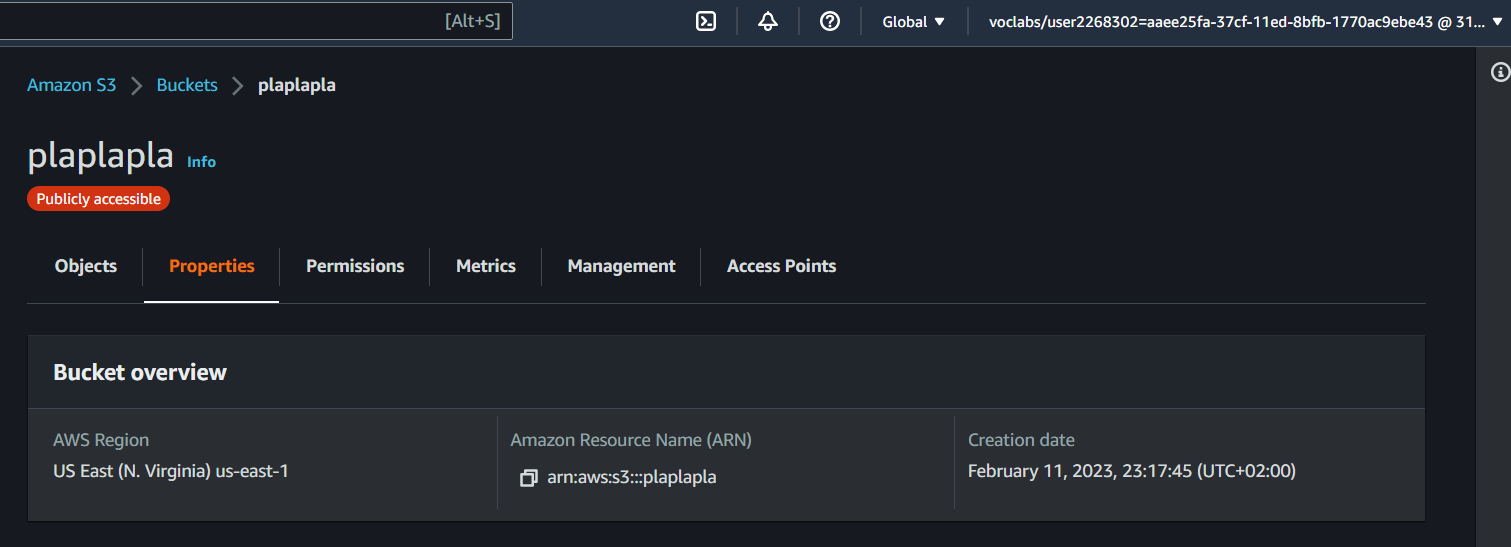 [Alt+S] Global voclabs/user2268302=aaee25fa-37cf-11ed-8bfb-1770ac9ebe43 @ 31...
Amazon S3 Buckets plaplapla
plaplapla Info
Publicly accessible
Objects Properties Permissions Metrics Management Access Points
Bucket overview
AWS Region Amazon Resource Name (ARN) Creation date
US East (N. Virginia) us-east-1 arn:aws:s3:::plaplapla February 11, 2023, 23:17:45 (UTC+02:00)